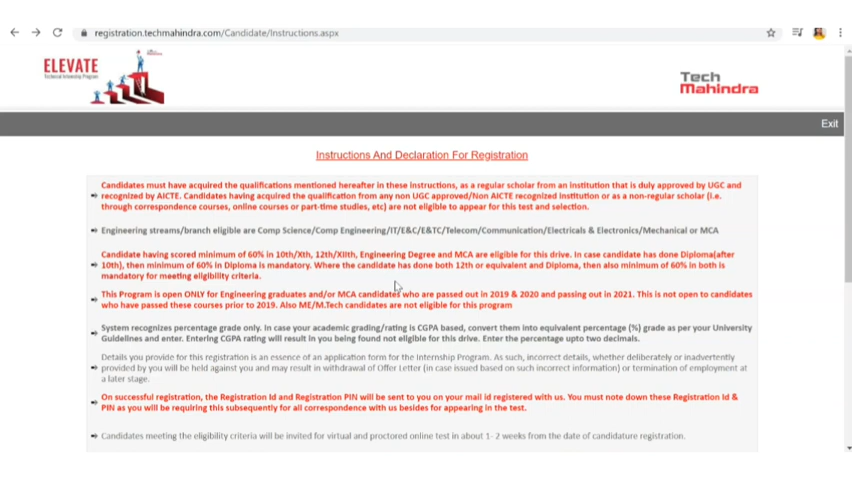 registration.techmahindra.com/Candidate/Instructions.aspx
ELEVATE
Technical Internship Program
Tech
Mahindra
Exit
Instructions And Declaration For Registration
Candidates must have acquired the qualifications mentioned hereafter in these instructions, as a regular scholar from an institution that is duly approved by UGC and
recognized by AICTE. Candidates having acquired the qualification from any non UGC approved/Non AICTE recognized institution or as a non-regular scholar (i.e.
through correspondence courses, online courses or part-time studies, etc) are not eligible to appear for this test and selection.
Engineering streams/branch eligible are Comp Science/Comp Engineering/IT/E&C/E&TC/Telecom/Communication/Electricals & Electronics/Mechanical or MCA
Candidate having scored minimum of 60% in 10th/Xth, 12th/XIIth, Engineering Degree and MCA are eligible for this drive. In case candidate has done Diploma(after
10th), then minimum of 60% in Diploma is mandatory. Where the candidate has done both 12th or equivalent and Diploma, then also minimum of 60% in both is
mandatory for meeting eligibility criteria.
This Program is open ONLY for Engineering graduates and/or MCA candidates who are passed out in 2019 & 2020 and passing out in 2021. This is not open to candidates
who have passed these courses prior to 2019. Also ME/M.Tech candidates are not eligible for this program
System recognizes percentage grade only. In case your academic grading/rating is CGPA based, convert them into equivalent percentage (%) grade as per your University
Guidelines and enter. Entering CGPA rating will result in you being found not eligible for this drive. Enter the percentage upto two decimals.
Details you provide for this registration is an essence of an application form for the Internship Program. As such, incorrect details, whether deliberately or inadvertently
provided by you will be held against you and may result in withdrawal of Offer Letter (in case issued based on such incorrect information) or termination of employment at
a later stage.
On successful registration, the Registration Id and Registration PIN will be sent to you on your mail id registered with us. You must note down these Registration Id &
PIN as you will be requiring this subsequently for all correspondence with us besides for appearing in the test.
Candidates meeting the eligibility criteria will be invited for virtual and proctored online test in about 1- 2 weeks from the date of candidature registration.